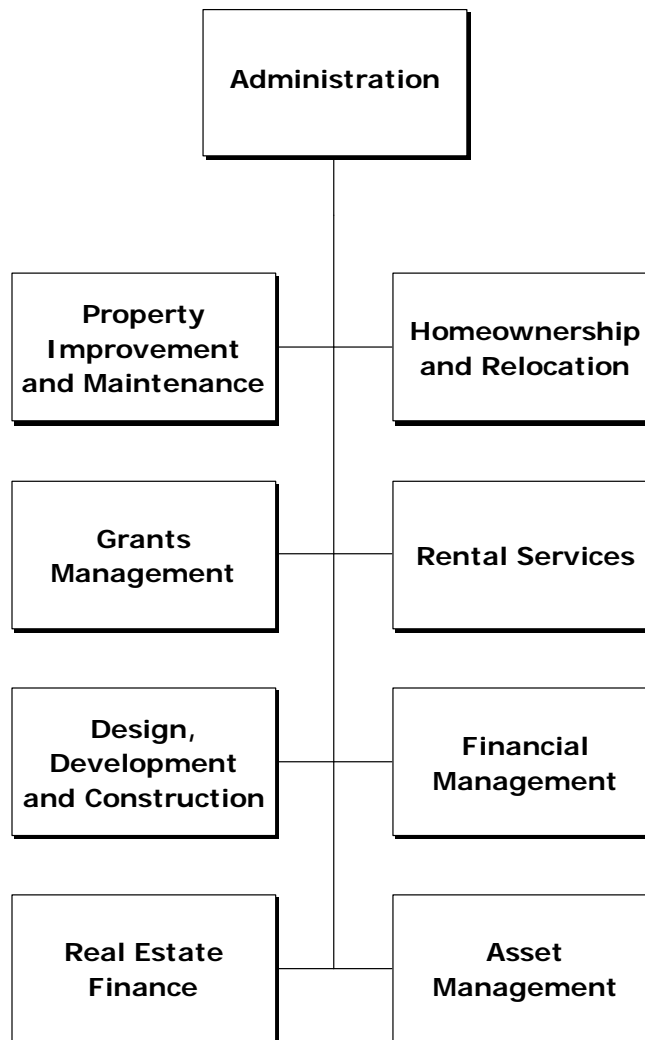 Administration
Property
Improvement
and Maintenance
Homeownership
and Relocation
Grants
Management
Rental Services
Design,
Development
and Construction
Financial
Management
Real Estate
Finance
Asset
Management